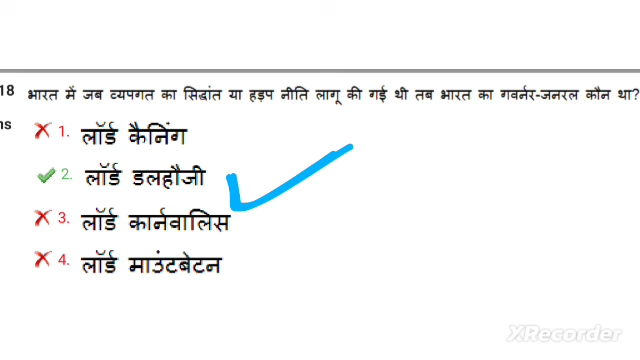 18 भारत में जब व्यपगत का सिद्धांत या हड़प नीति लागू की गई थी तब भारत का गवर्नर-जनरल कौन था?
ns
1. लॉर्ड कैनिंग
2. लॉर्ड डलहौजी
3. लॉर्ड कार्नवालिस
4. लॉर्ड माउंटबेटन
XRecorder